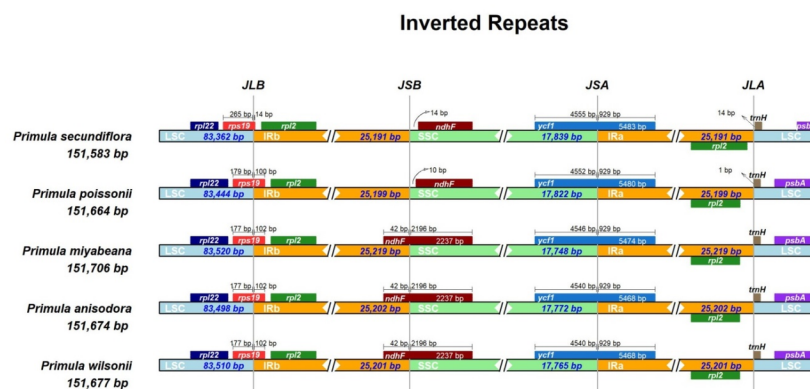 Inverted Repeats
JLB JSB JSA JLA
265 bp 14 bp 14 bp 4555 bp 929 bp 14 bp
rpl22 rps19 rpl2 ndhF ycf1 5483 bp trnH psb
Primula secundiflora LSC 83,362 bp IRb 25,191 bp SSC 17,839 bp IRa 25,191 bp LSC
151,583 bp rpl2
179 bp 100 bp 10 bp 4552 bp 929 bp 1 bp
rpl22 rps19 rpl2 ndhF ycf1 5480 bp trnH psbA
Primula poissonii LSC 83,444 bp IRb 25,199 bp SSC 17,822 bp IRa 25,199 bp LSC
151,664 bp rpl2
177 bp 102 bp 42 bp 2196 bp 4546 bp 929 bp
rpl22 rps19 rpl2 ndhF 2237 bp ycf1 5474 bp trnH psbA
Primula miyabeana LSC 83,520 bp IRb 25,219 bp SSC 17,748 bp IRa 25,219 bp LSC
151,706 bp rpl2
177 bp 102 bp 42 bp 2196 bp 4540 bp 929 bp
rpl22 rps19 rpl2 ndhF 2237 bp ycf1 5468 bp trnH psbA
Primula anisodora LSC 83,498 bp IRb 25,202 bp SSC 17,772 bp IRa 25,202 bp LSC
151,674 bp rpl2
177 bp 102 bp 42 bp 2196 bp 4540 bp 929 bp
rpl22 rps19 rpl2 ndhF 2237 bp ycf1 5468 bp trnH psbA
Primula wilsonii LSC 83,510 bp IRb 25,201 bp SSC 17,765 bp IRa 25,201 bp LSC
151,677 bp rpl2